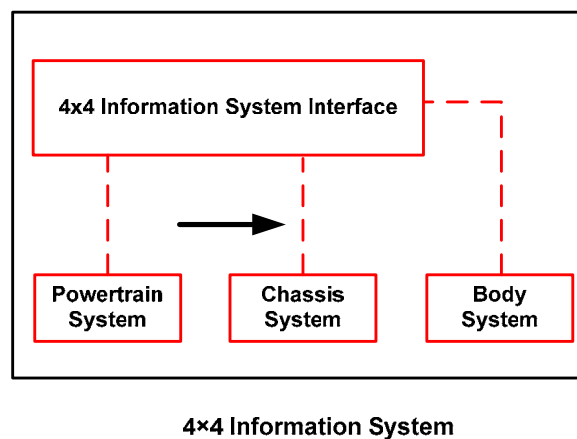 4x4 Information System Interface
Powertrain
System
Chassis
System
Body
System
4×4 Information System